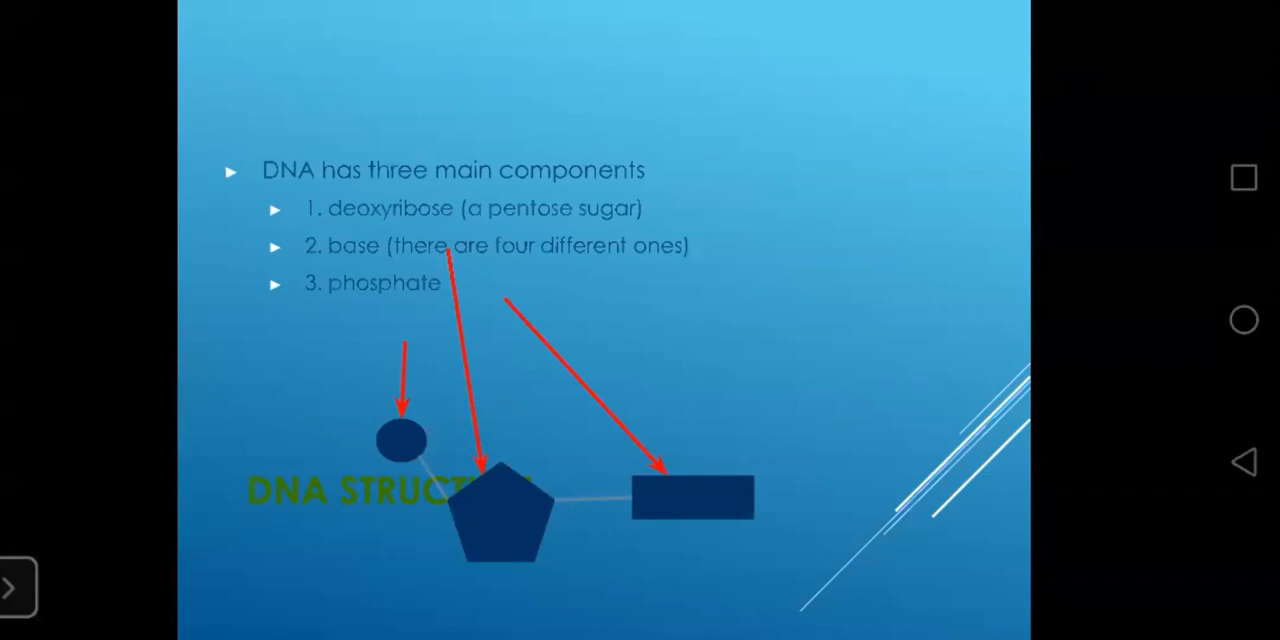 DNA has three main components
1. deoxyribose (a pentose sugar)
2. base (there are four different ones)
3. phosphate
DNA STRUCT